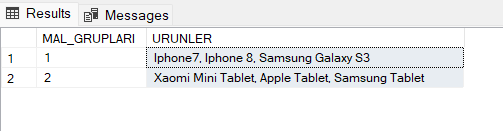 Results Messages
MAL_GRUPLARI URUNLER
1 1 Iphone7, Iphone 8, Samsung Galaxy S3
2 2 Xaomi Mini Tablet, Apple Tablet, Samsung Tablet